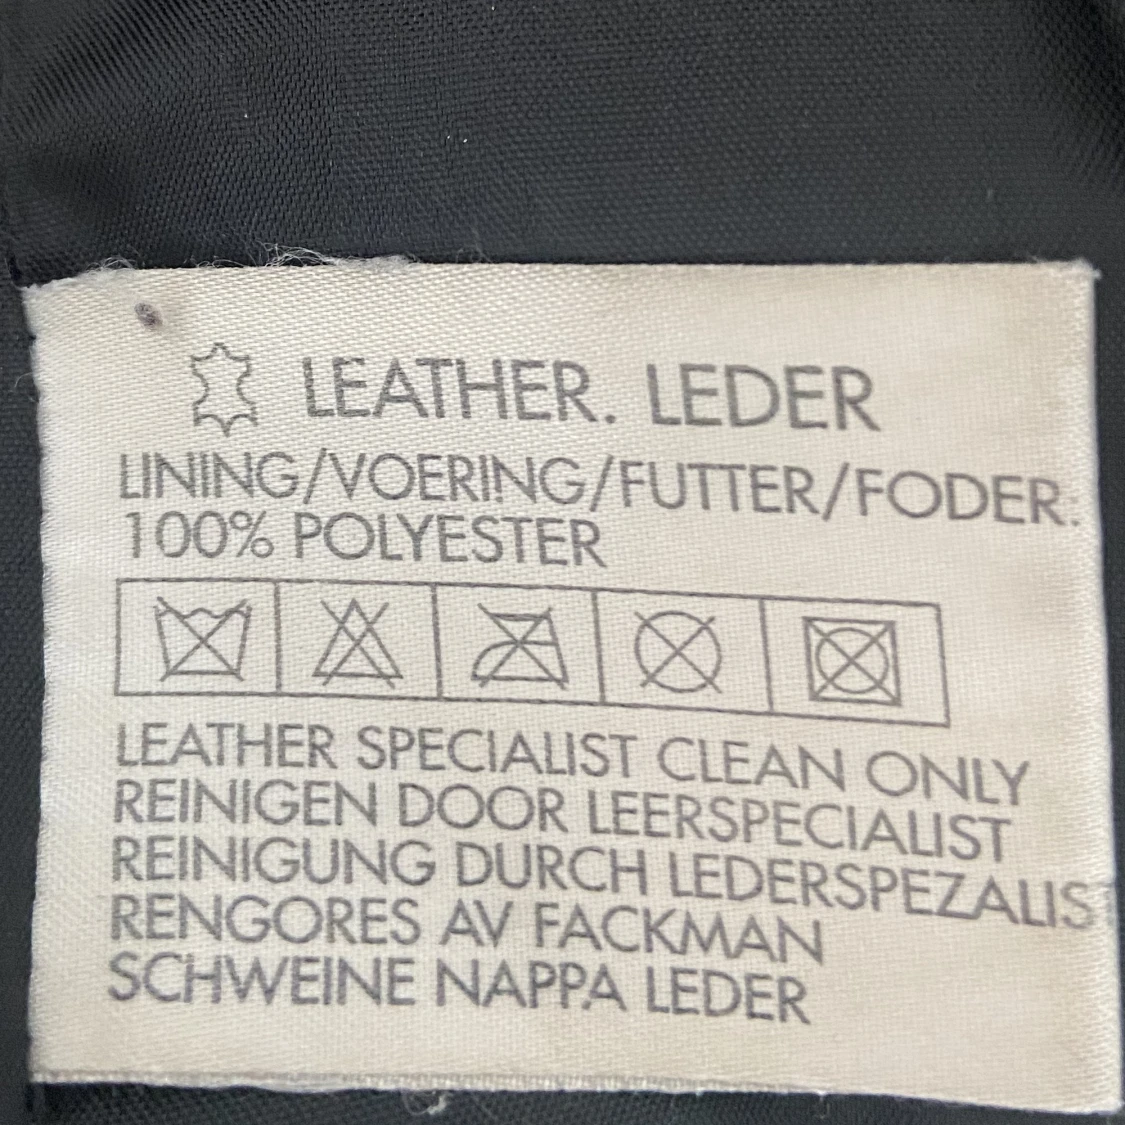 LEATHER. LEDER
LINING/VOERING/FUTTER/FODER:
100% POLYESTER
LEATHER SPECIALIST CLEAN ONLY
REINIGEN DOOR LEERSPECIALIST
REINIGUNG DURCH LEDERSPEZALIST
RENGORES AV FACKMAN
SCHWEINE NAPPA LEDER